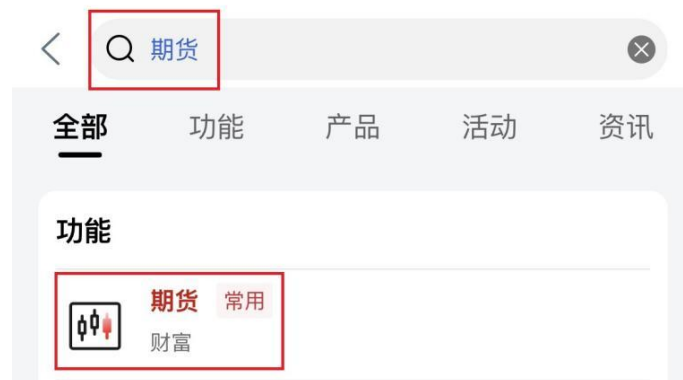 期货
全部 功能 产品 活动 资讯
功能
期货 常用
财富